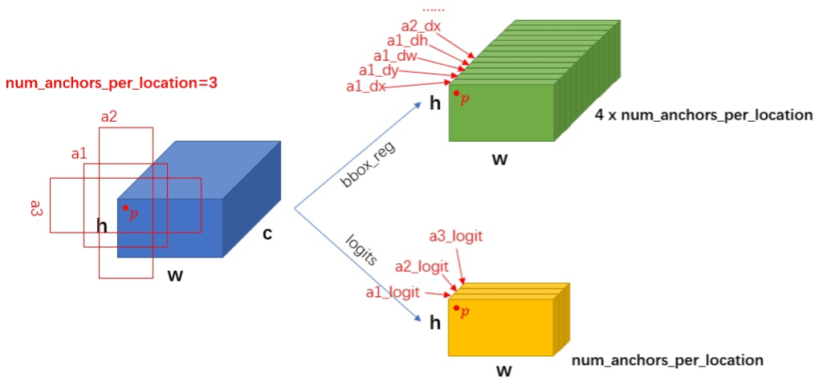 num_anchors_per_location=3
a2
a1
a3
p
h
w
c
bbox_reg
logits
......
a2_dx
a1_dh
a1_dw
a1_dy
a1_dx
h
p
w
4 x num_anchors_per_location
a3_logit
a2_logit
a1_logit
h
p
w
num_anchors_per_location